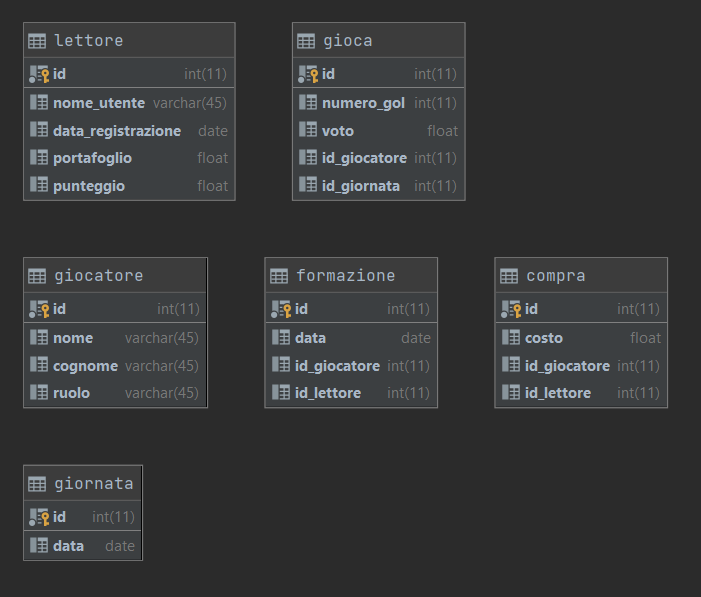 lettore
id int(11)
nome_utente varchar(45)
data_registrazione date
portafoglio float
punteggio float
gioca
id int(11)
numero_gol int(11)
voto float
id_giocatore int(11)
id_giornata int(11)
giocatore
id int(11)
nome varchar(45)
cognome varchar(45)
ruolo varchar(45)
formazione
id int(11)
data date
id_giocatore int(11)
id_lettore int(11)
compra
id int(11)
costo float
id_giocatore int(11)
id_lettore int(11)
giornata
id int(11)
data date